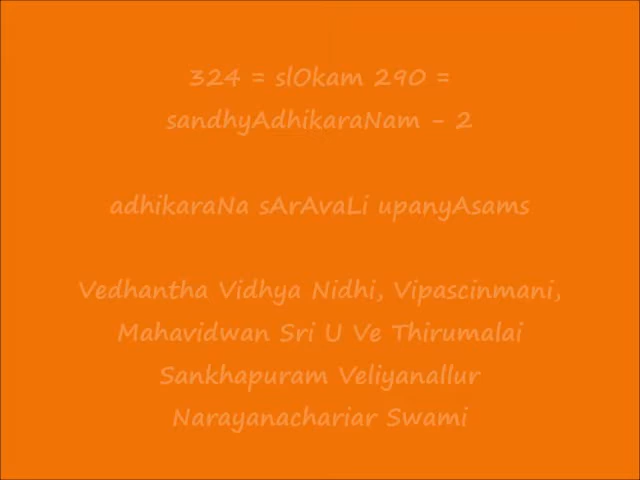 324 = slOkam 290 =
sandhyAdhikaraNam - 2
adhikaraNa sArAvaLi upanyAsams
Vedhantha Vidhya Nidhi, Vipascinmani,
Mahavidwan Sri U Ve Thirumalai
Sankhapuram Veliyanallur
Narayanachariar Swami